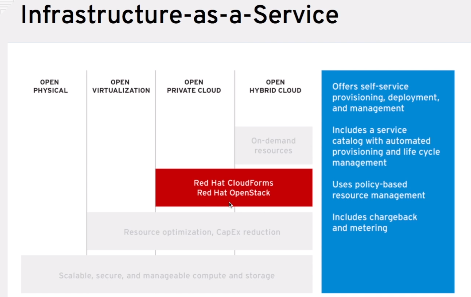 Infrastructure-as-a-Service
OPEN
PHYSICAL
OPEN
VIRTUALIZATION
OPEN
PRIVATE CLOUD
OPEN
HYBRID CLOUD
On-demand
resources
Red Hat CloudForms
Red Hat OpenStack
Resource optimization, CapEx reduction
Scalable, secure, and manageable compute and storage
Offers self-service
provisioning, deployment,
and management
Includes a service
catalog with automated
provisioning and life cycle
management
Uses policy-based
resource management
Includes chargeback
and metering